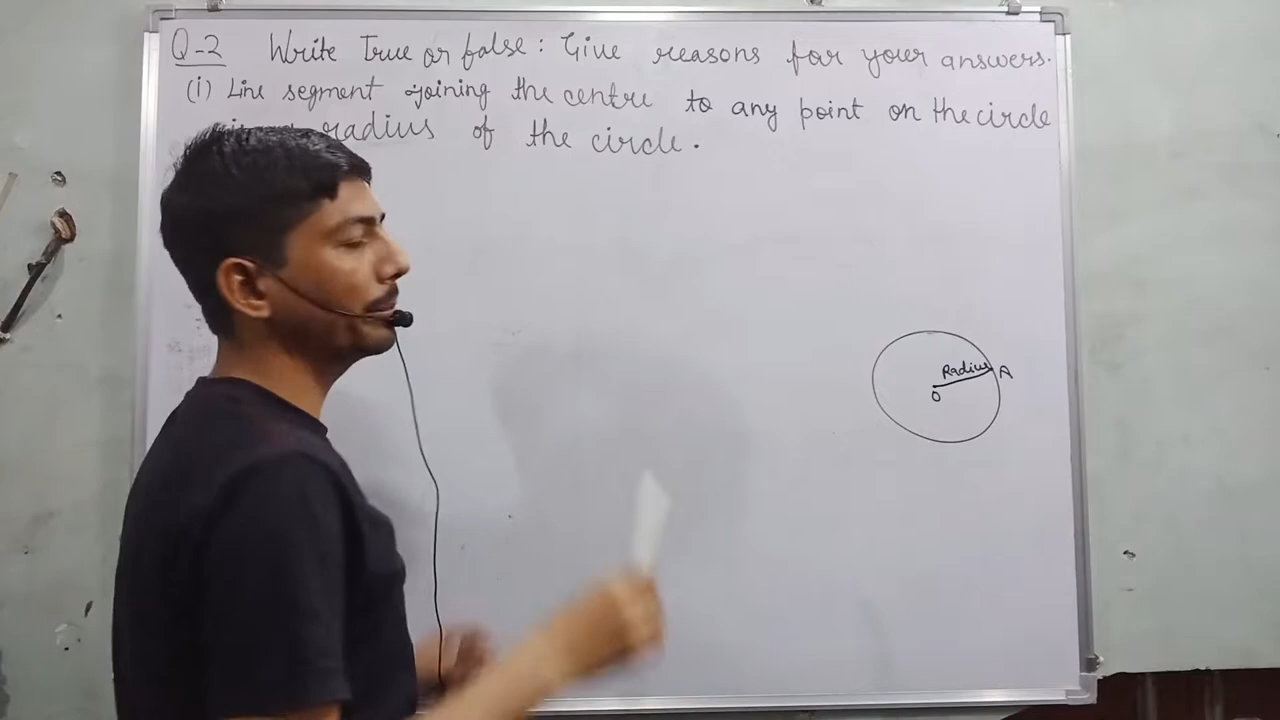 Q-2 Write True or false: Give reasons for your answers.
(i) Line segment joining the centre to any point on the circle
radius of the circle.
Radius A
O